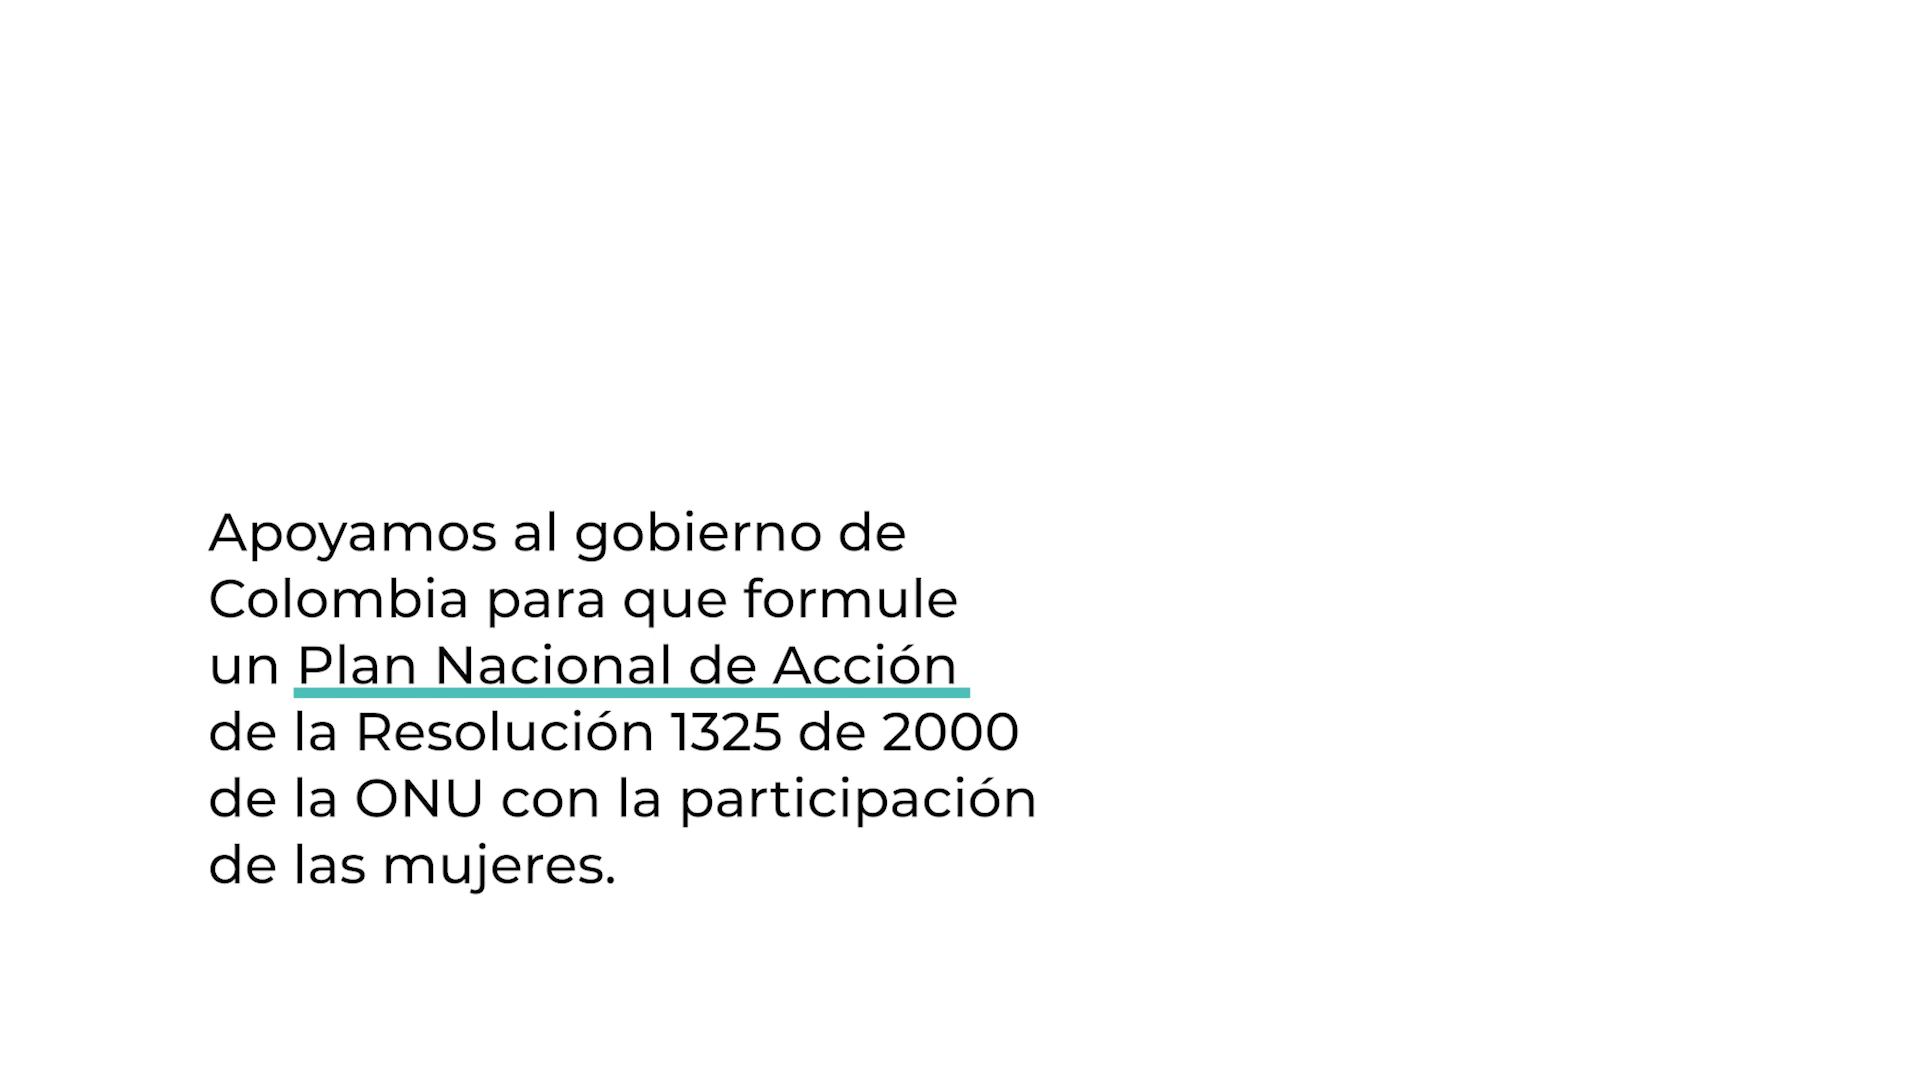 Apoyamos al gobierno de
Colombia para que formule
un Plan Nacional de Acción
de la Resolución 1325 de 2000
de la ONU con la participación
de las mujeres.